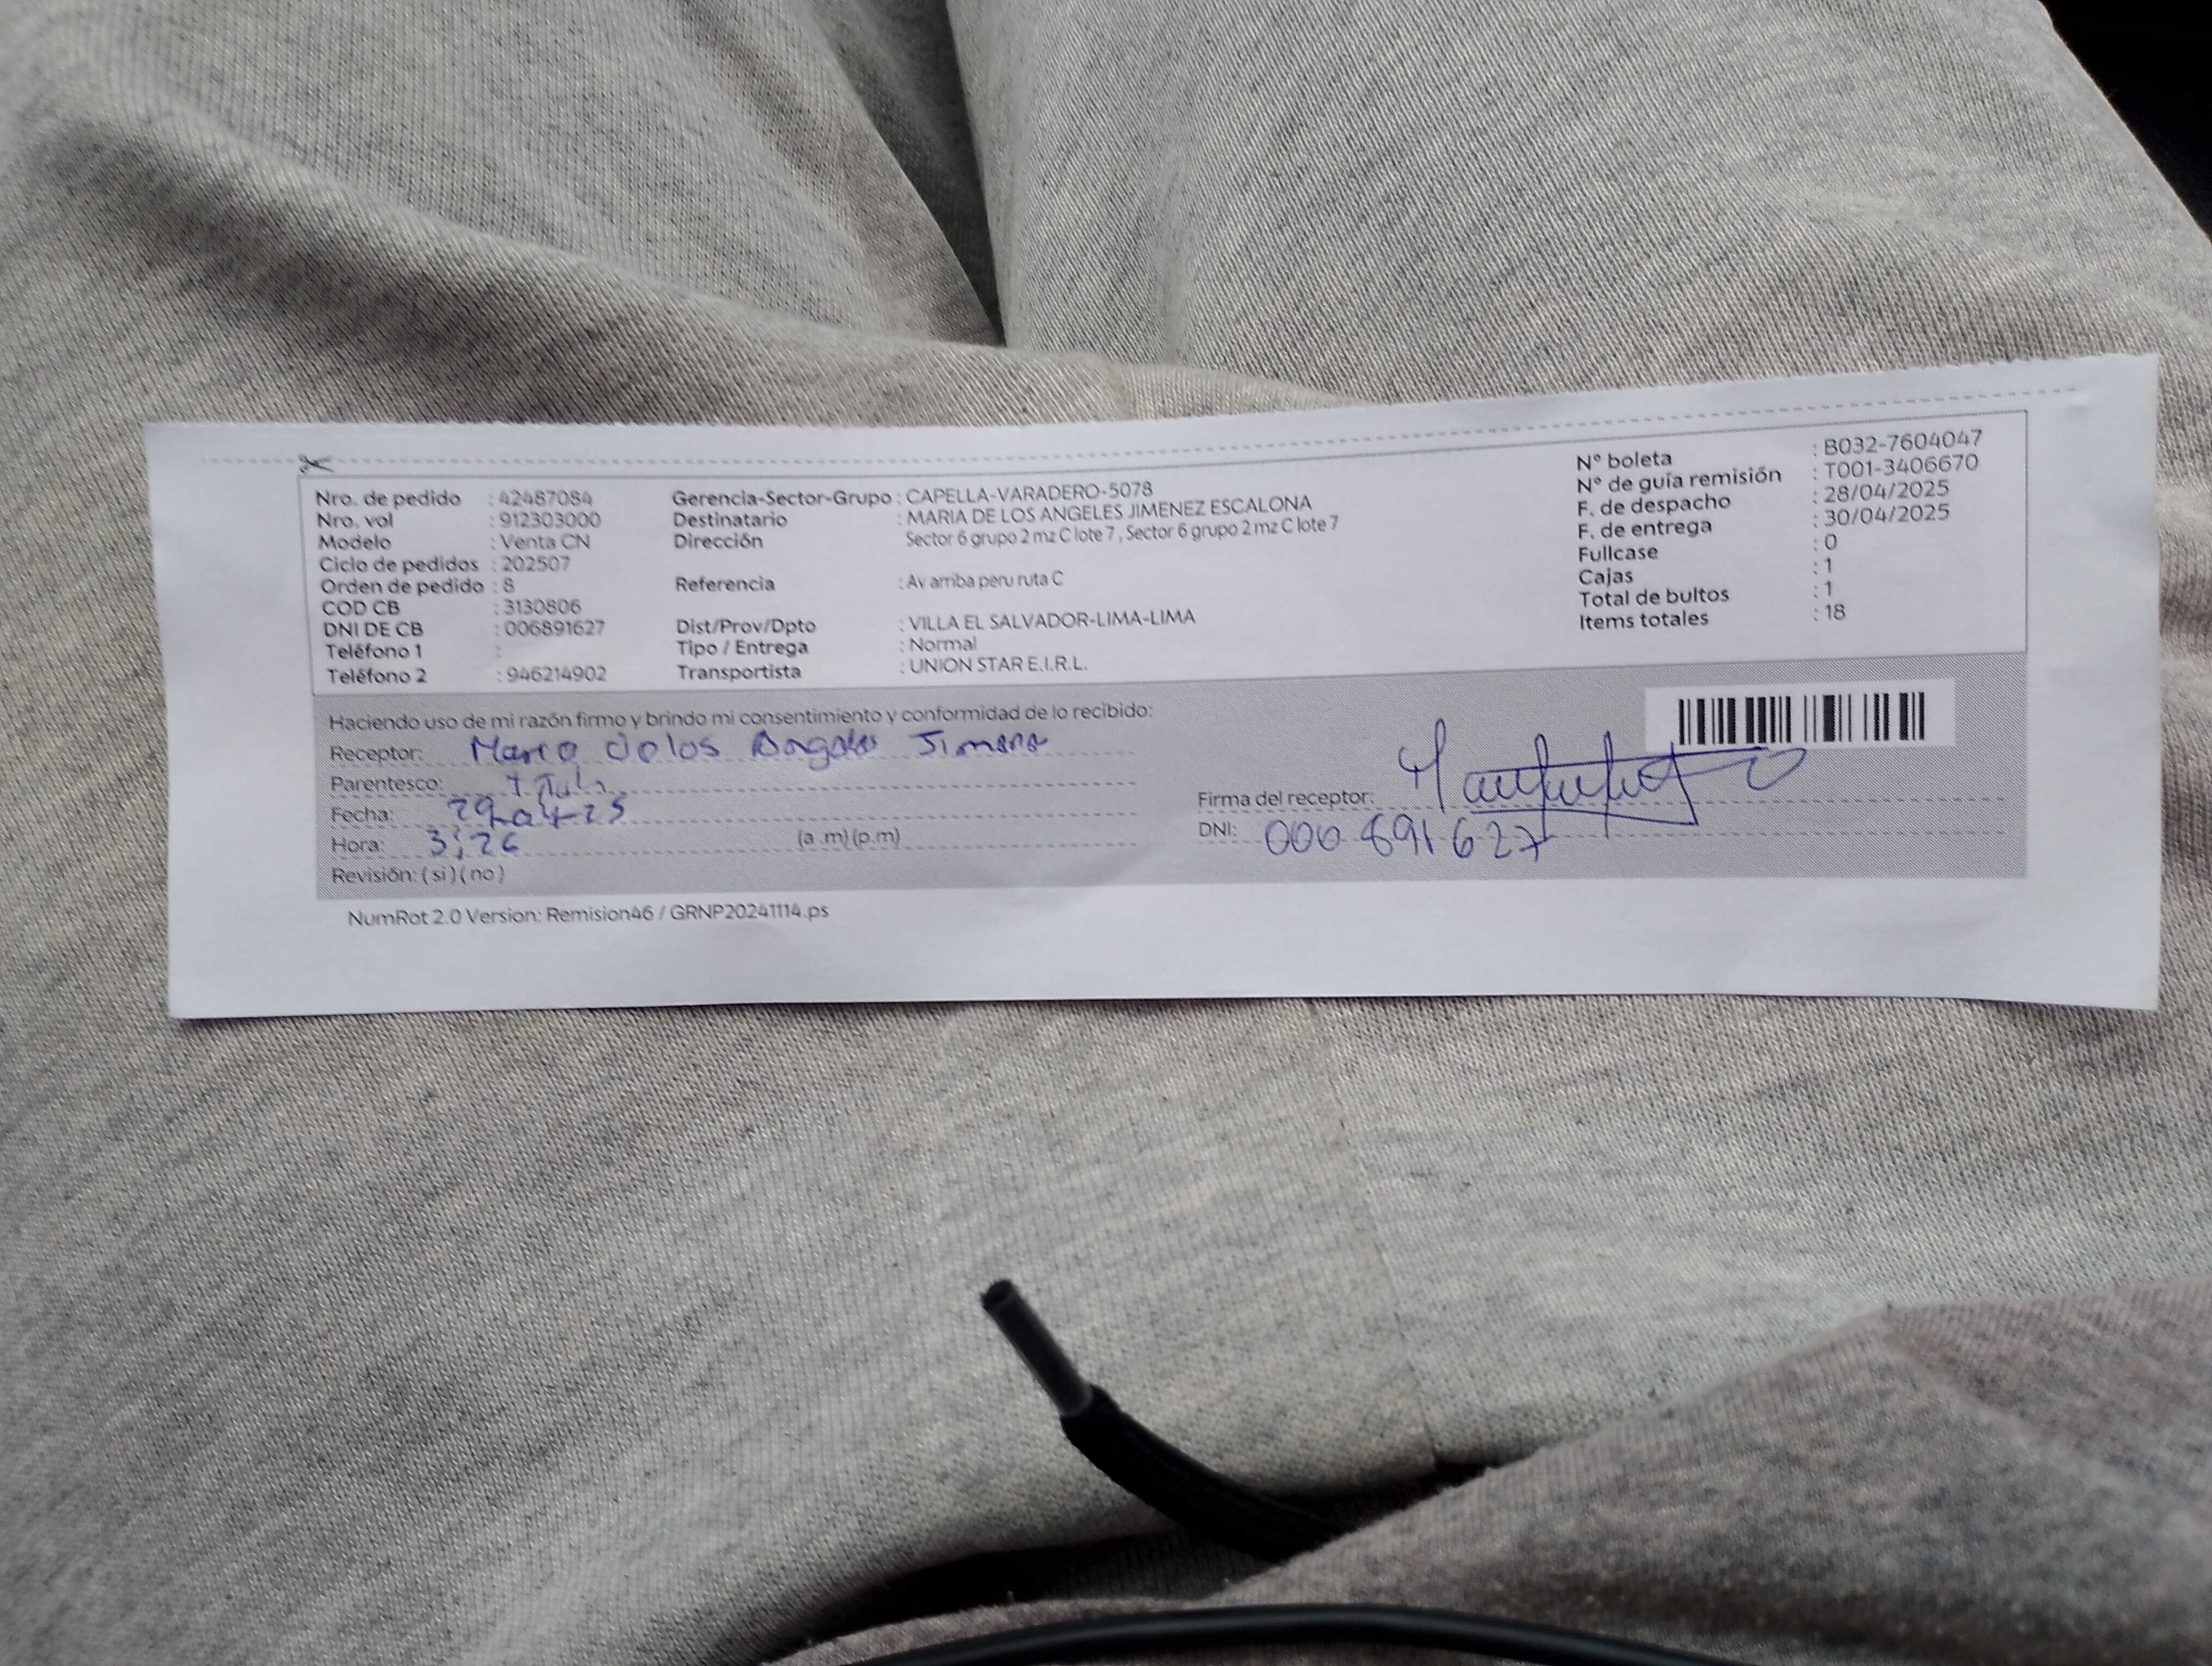 Nro. de pedido : 42487084
Nro. vol : 912303000
Modelo : Venta CN
Ciclo de pedidos : 202507
Orden de pedido : 8
COD CB : 3130806
DNI DE CB : 006891627
Teléfono 1 :
Teléfono 2 : 946214902
Gerencia-Sector-Grupo : CAPELLA-VARADERO-5078
Destinatario : MARIA DE LOS ANGELES JIMENEZ ESCALONA
Dirección Sector 6 grupo 2 mz C lote 7 , Sector 6 grupo 2 mz C lote 7
Referencia : Av arriba peru ruta C
Dist/Prov/Dpto : VILLA EL SALVADOR-LIMA-LIMA
Tipo / Entrega : Normal
Transportista : UNION STAR E.I.R.L.
N° boleta : B032-7604047
N° de guía remisión : T001-3406670
F. de despacho : 28/04/2025
F. de entrega : 30/04/2025
Fullcase : 0
Cajas : 1
Total de bultos : 1
Items totales : 18
Haciendo uso de mi razón firmo y brindo mi consentimiento y conformidad de lo recibido:
Receptor:
Parentesco:
Fecha: 29-04-25
Hora: 3:26 (a .m) (p.m)
Revisión: ( si ) ( no )
Firma del receptor:
DNI: 000 891627
NumRot 2.0 Version: Remision46 / GRNP20241114.ps